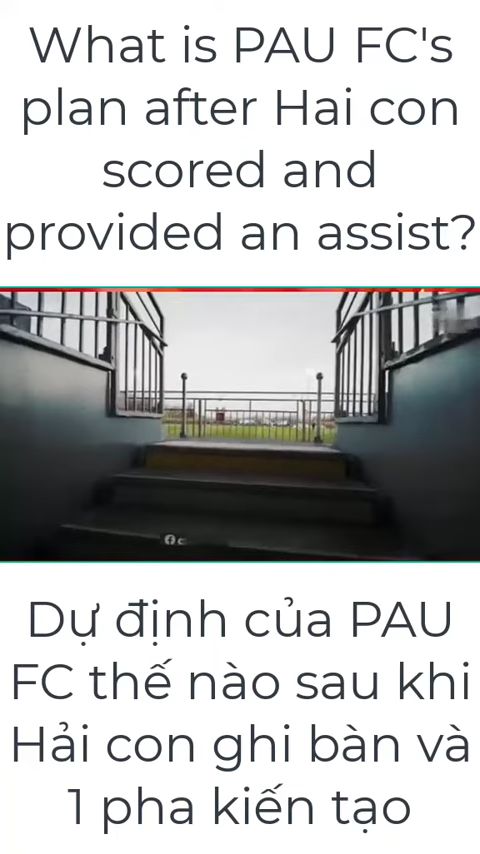 What is PAU FC's
plan after Hai con
scored and
provided an assist?
Dự định của PAU
FC thế nào sau khi
Hải con ghi bàn và
1 pha kiến tạo